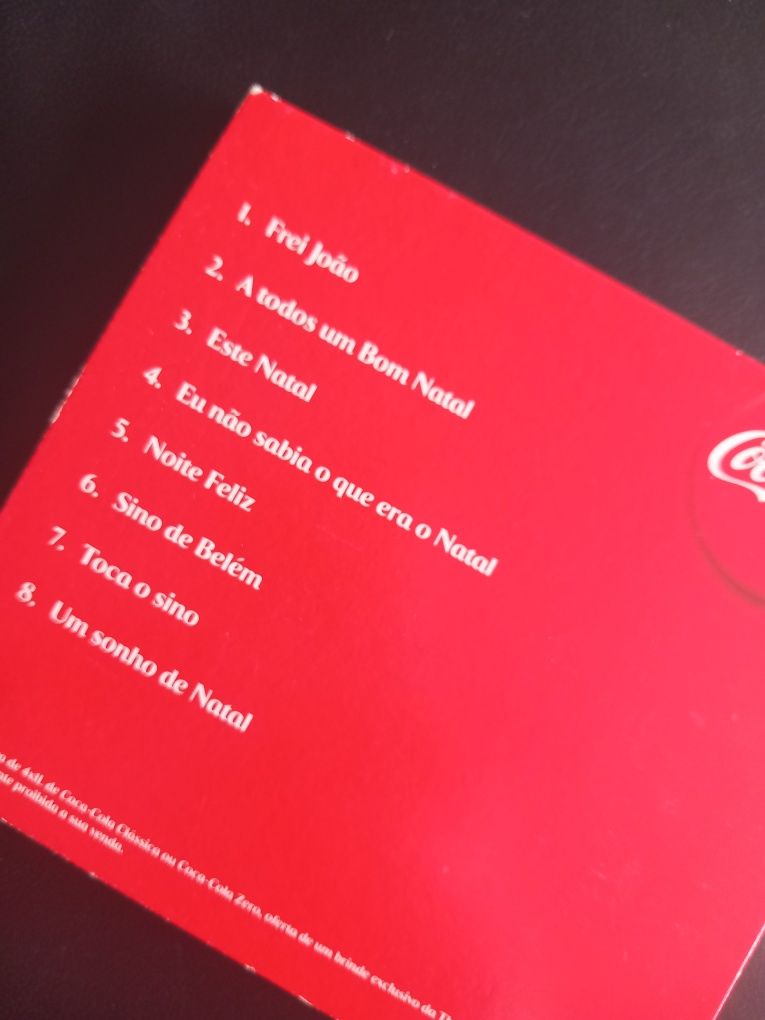 1. Frei João
2. A todos um Bom Natal
3. Este Natal
4. Eu não sabia o que era o Natal
5. Noite Feliz
6. Sino de Belém
7. Toca o sino
8. Um sonho de Natal
de 4x1L de Coca-Cola Clássica ou Coca-Cola Zero, oferta de um brinde exclusivo da
proibida a sua venda.